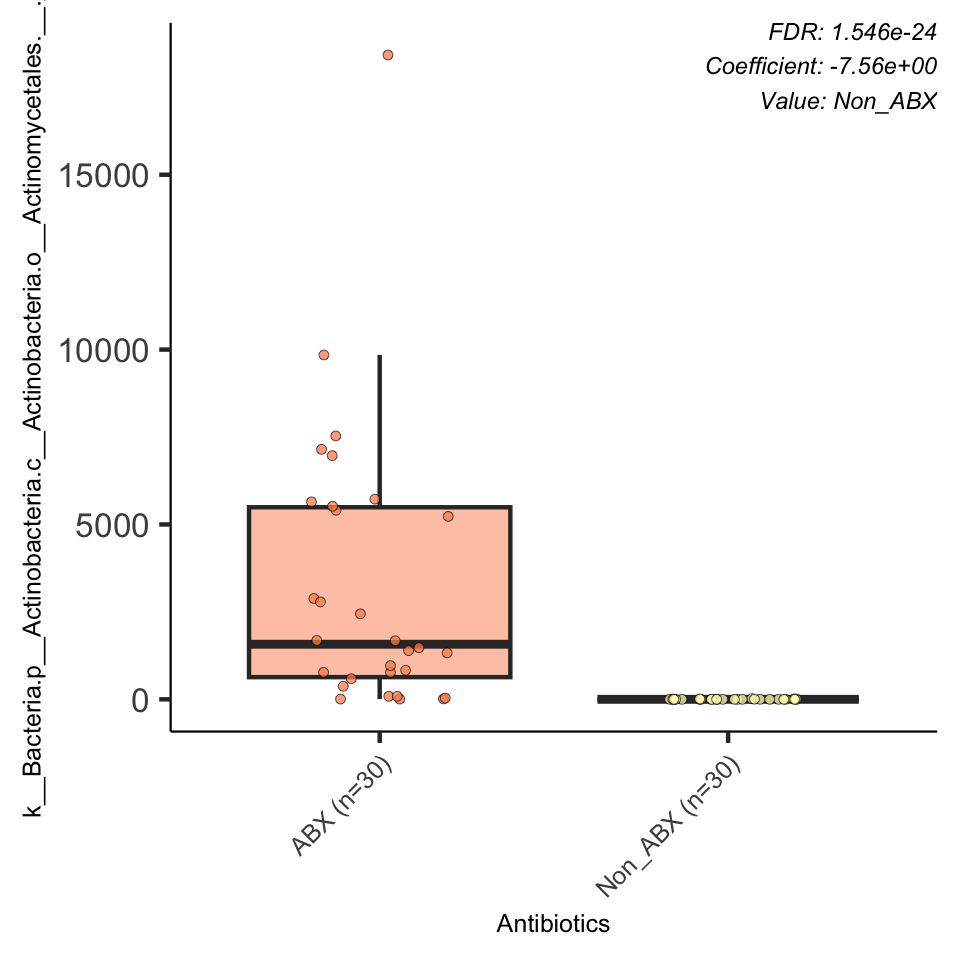 FDR: 1.546e-24
Coefficient: -7.56e+00
Value: Non_ABX
k__Bacteria.p__Actinobacteria.c__Actinobacteria.o__Actinomycetales.__.
15000
10000
5000
0
ABX (n=30)
Non_ABX (n=30)
Antibiotics